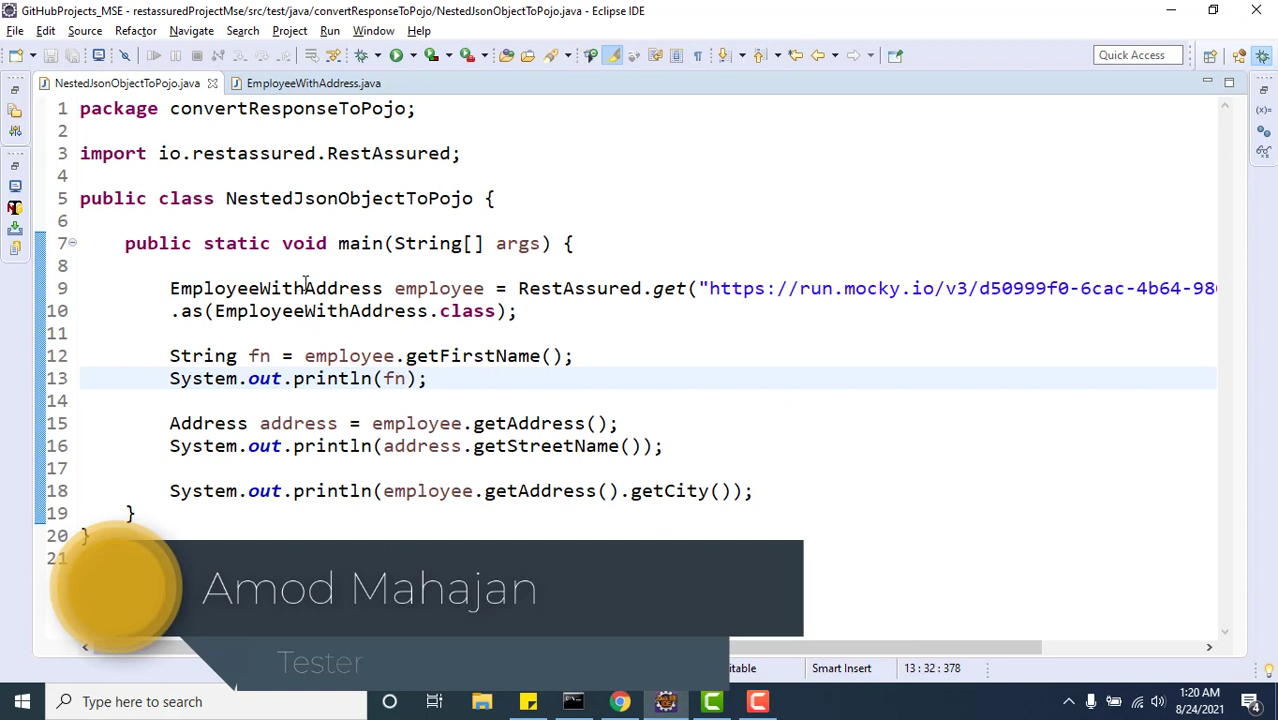 GitHubProjects_MSE - restassuredProjectMse/src/test/java/convertResponseToPojo/NestedJsonObjectToPojo.java - Eclipse IDE
File Edit Source Refactor Navigate Search Project Run Window Help
Quick Access
NestedJsonObjectToPojo.java EmployeeWithAddress.java
1 package convertResponseToPojo;
2
3 import io.restassured.RestAssured;
4
5 public class NestedJsonObjectToPojo {
6
7 public static void main(String[] args) {
8
9 EmployeeWithAddress employee = RestAssured.get("https://run.mocky.io/v3/d50999f0-6cac-4b64-98
10 .as(EmployeeWithAddress.class);
11
12 String fn = employee.getFirstName();
13 System.out.println(fn);
14
15 Address address = employee.getAddress();
16 System.out.println(address.getStreetName());
17
18 System.out.println(employee.getAddress().getCity());
19 }
20 }
21
Amod Mahajan
Tester
itable Smart Insert 13 : 32 : 378
Type here to search
1:20 AM
8/24/2021
4